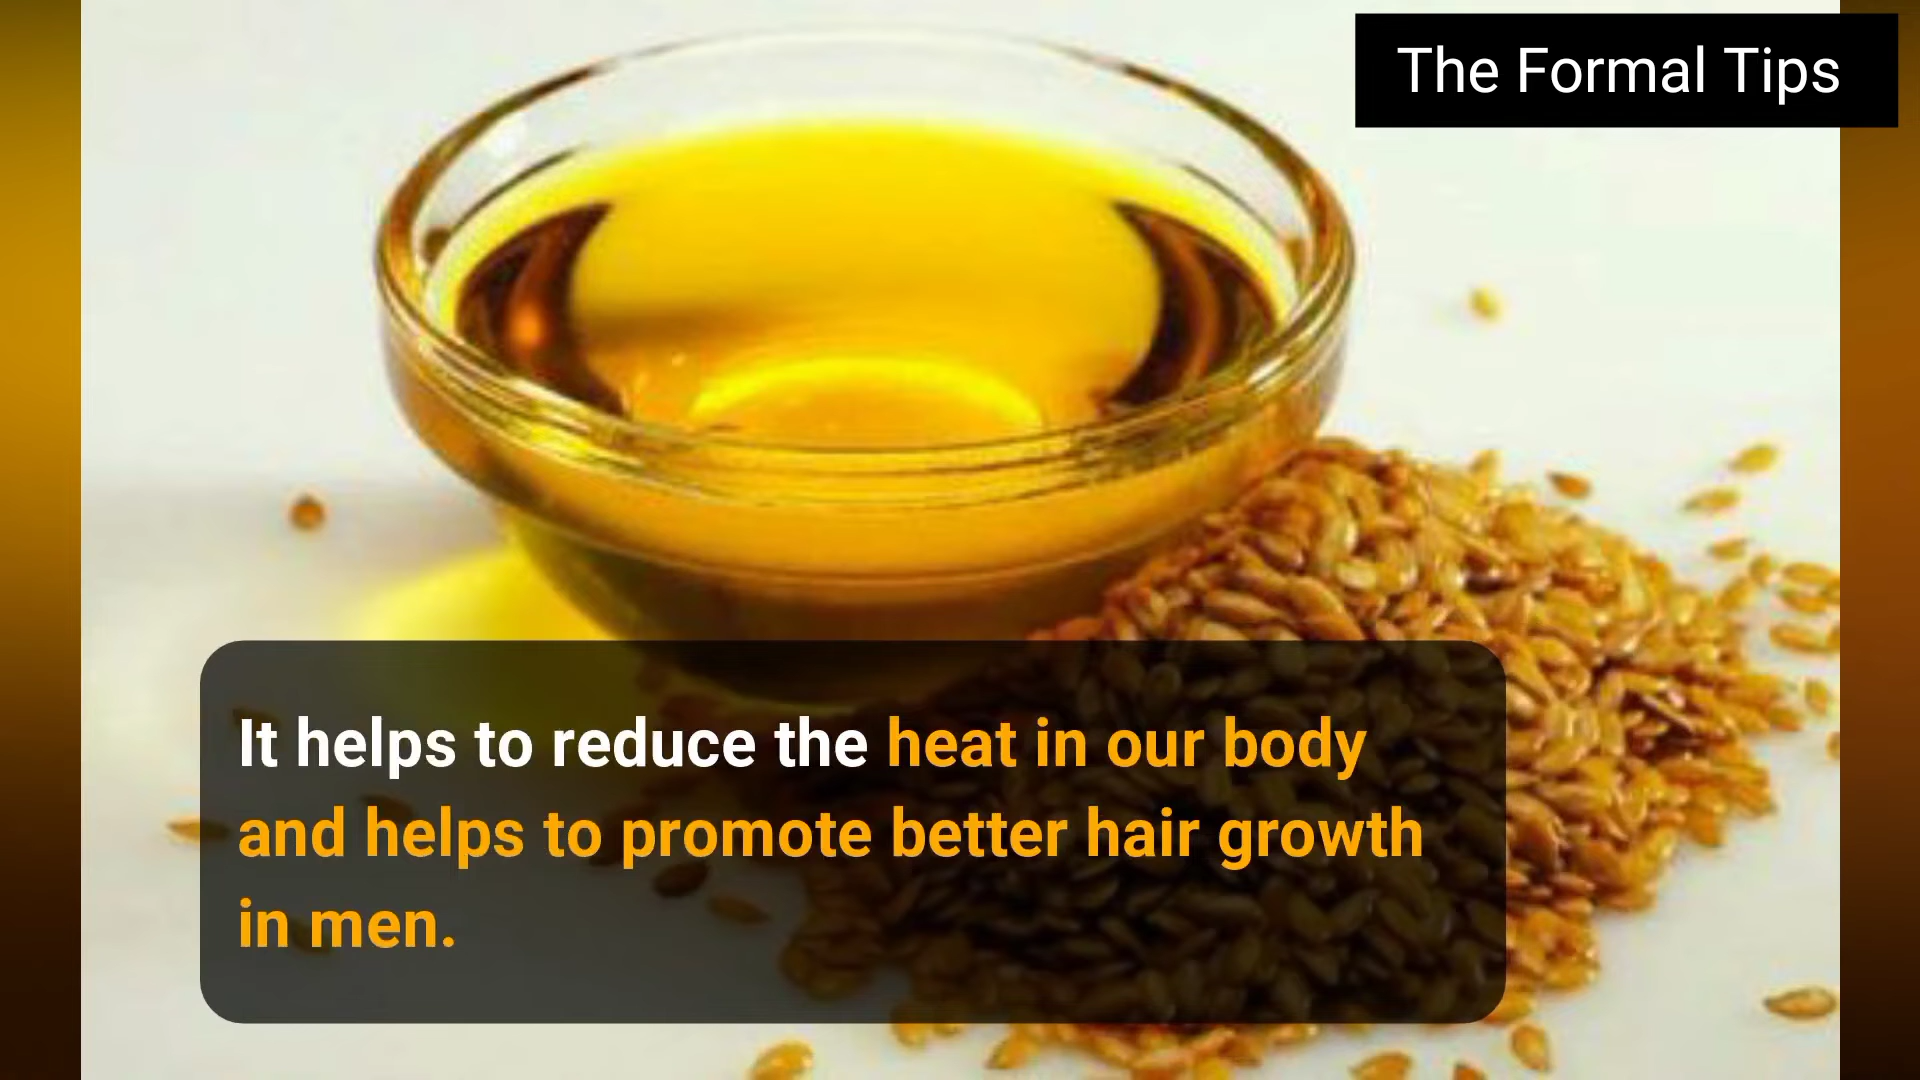 The Formal Tips
It helps to reduce the heat in our body
and helps to promote better hair growth
in men.